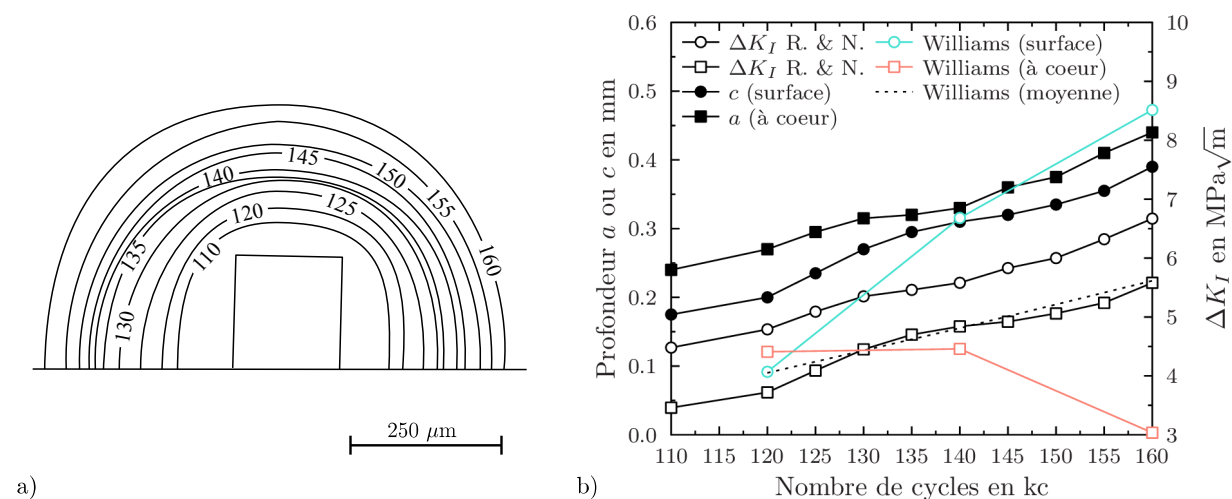 145
140
150
155
120
125
135
110
160
130
250 μm
a)
0.6
0.5
0.4
0.3
0.2
0.1
0.0
Profondeur a ou c en mm
ΔK_I R. & N.
ΔK_I R. & N.
c (surface)
a (à coeur)
Williams (surface)
Williams (à coeur)
Williams (moyenne)
10
9
8
7
6
5
4
3
ΔK_I en MPa√m
110 115 120 125 130 135 140 145 150 155 160
Nombre de cycles en kc
b)